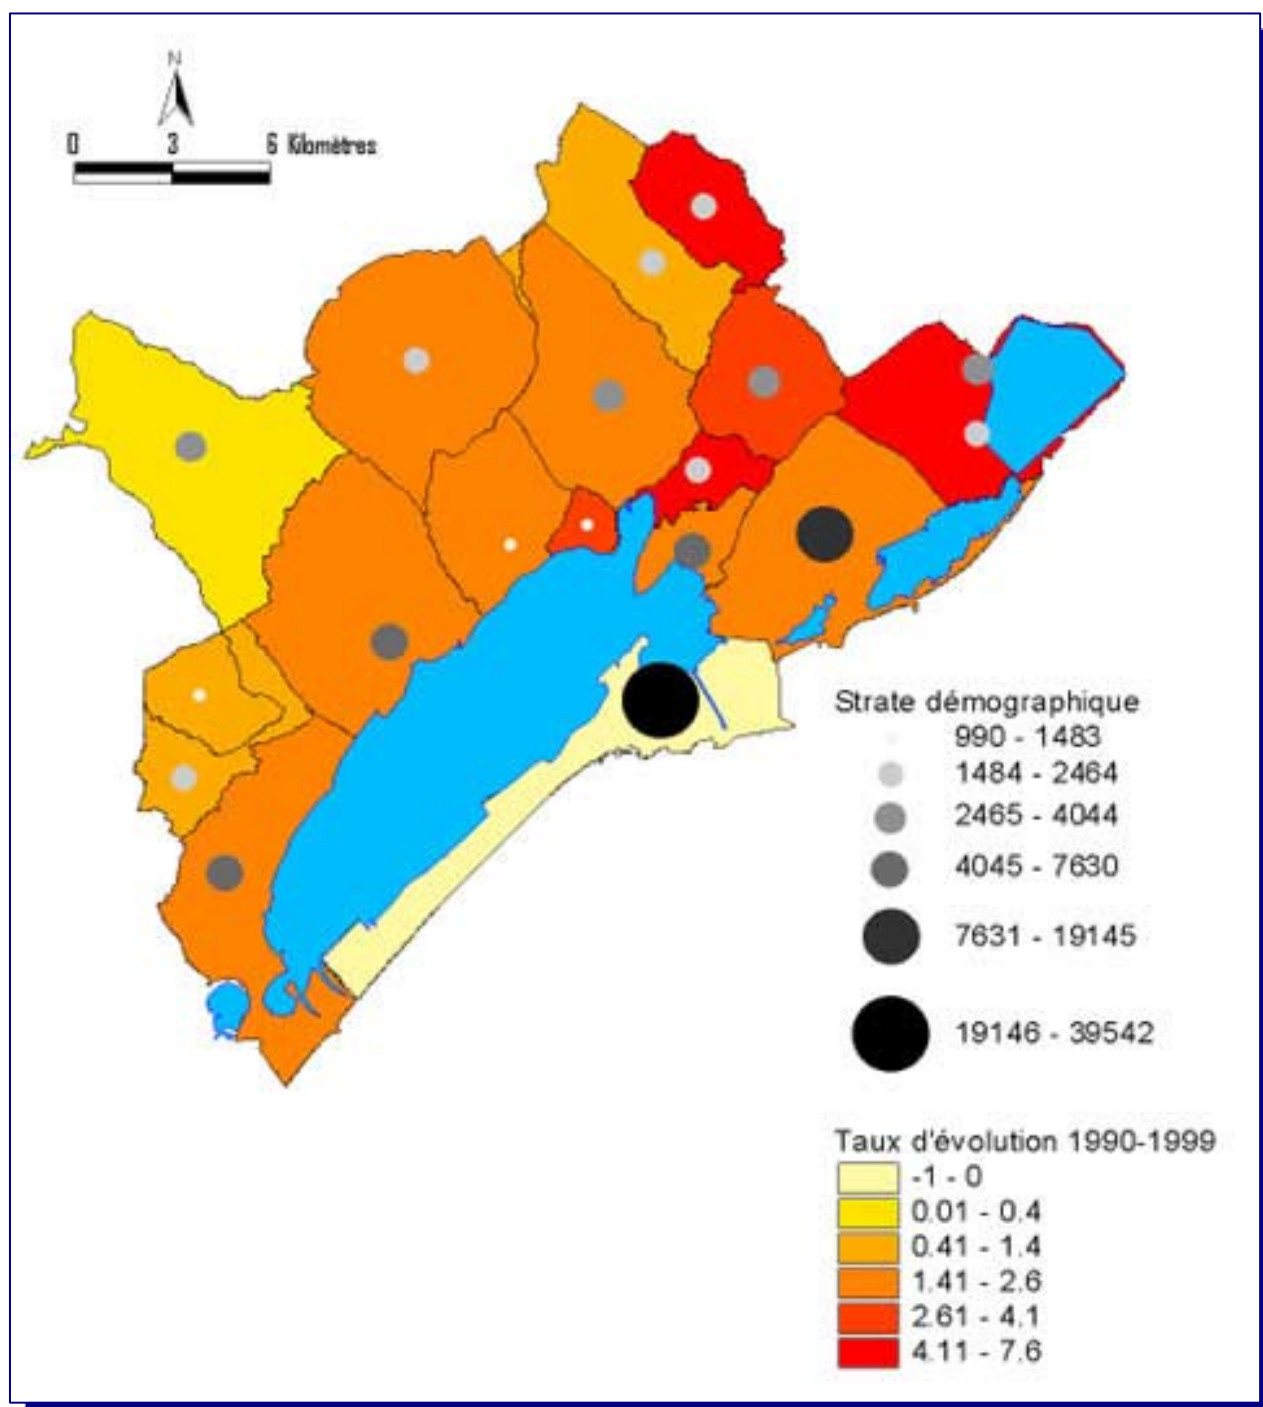 N
0 3 6 Kilomètres
Strate démographique
990 - 1483
1484 - 2464
2465 - 4044
4045 - 7630
7631 - 19145
19146 - 39542
Taux d'évolution 1990-1999
-1 - 0
0.01 - 0.4
0.41 - 1.4
1.41 - 2.6
2.61 - 4.1
4.11 - 7.6